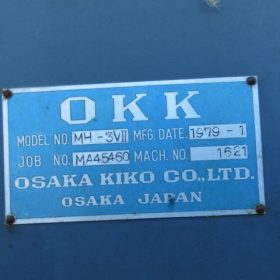 OKK
MODEL NO. MH-3VII MFG. DATE. 1979-1
JOB NO. MA45460 MACH. NO 1621
OSAKA KIKO CO., LTD.
OSAKA JAPAN